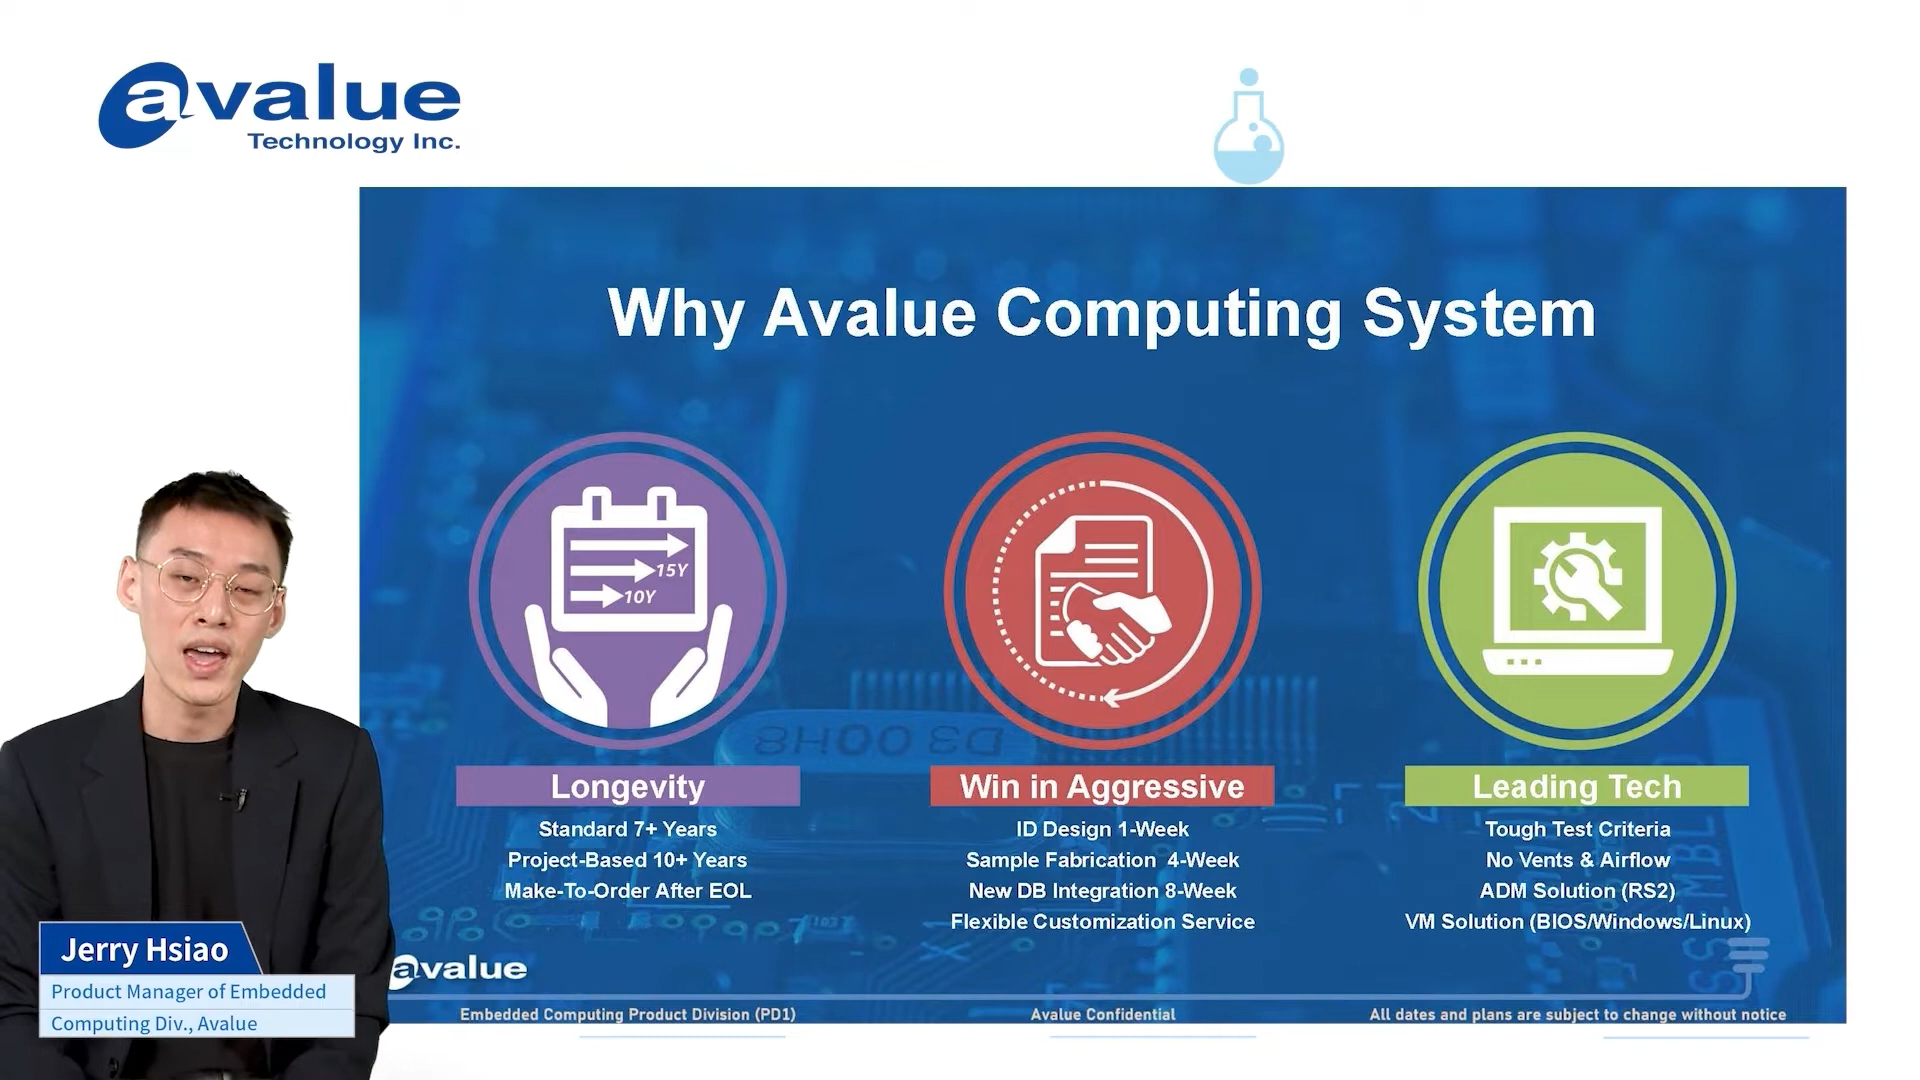 avalue
Technology Inc.
Why Avalue Computing System
15Y
10Y
Longevity
Standard 7+ Years
Project-Based 10+ Years
Make-To-Order After EOL
Win in Aggressive
ID Design 1-Week
Sample Fabrication 4-Week
New DB Integration 8-Week
Flexible Customization Service
Leading Tech
Tough Test Criteria
No Vents & Airflow
ADM Solution (RS2)
VM Solution (BIOS/Windows/Linux)
Jerry Hsiao
Product Manager of Embedded
Computing Div., Avalue
avalue
Embedded Computing Product Division (PD1)
Avalue Confidential
All dates and plans are subject to change without notice